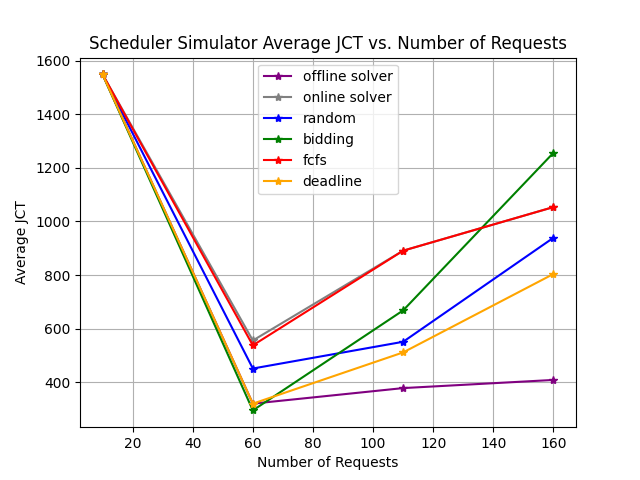 Scheduler Simulator Average JCT vs. Number of Requests
1600
1400
1200
1000
800
600
400
Average JCT
offline solver
online solver
random
bidding
fcfs
deadline
20 40 60 80 100 120 140 160
Number of Requests